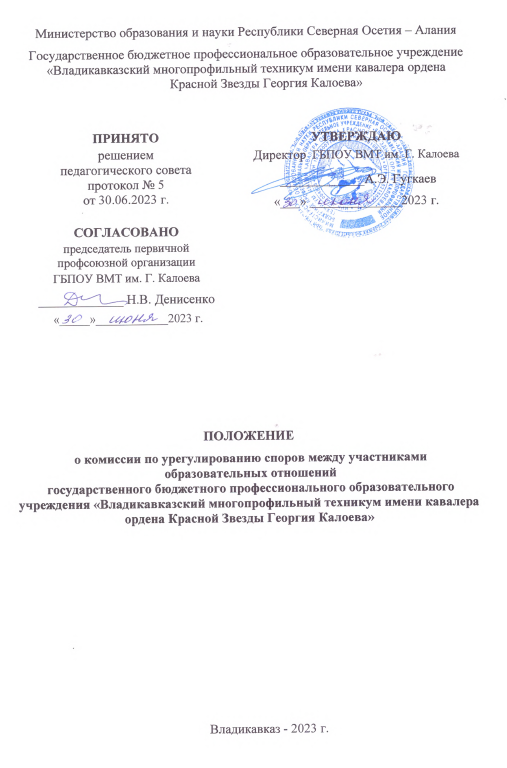 Министерство образования и науки Республики Северная Осетия – Алания
Государственное бюджетное профессиональное образовательное учреждение
«Владикавказский многопрофильный техникум имени кавалера ордена
Красной Звезды Георгия Калоева»
ПРИНЯТО
решением
педагогического совета
протокол № 5
от 30.06.2023 г.
СОГЛАСОВАНО
председатель первичной
профсоюзной организации
ГБПОУ ВМТ им. Г. Калоева
Н.В. Денисенко
«30» июня 2023 г.
УТВЕРЖДАЮ
Директор ГБПОУ ВМТ им. Г. Калоева
А.Э. Гугкаев
«30» июня 2023 г.
ПОЛОЖЕНИЕ
о комиссии по урегулированию споров между участниками
образовательных отношений
государственного бюджетного профессионального образовательного
учреждения «Владикавказский многопрофильный техникум имени кавалера
ордена Красной Звезды Георгия Калоева»
Владикавказ - 2023 г.